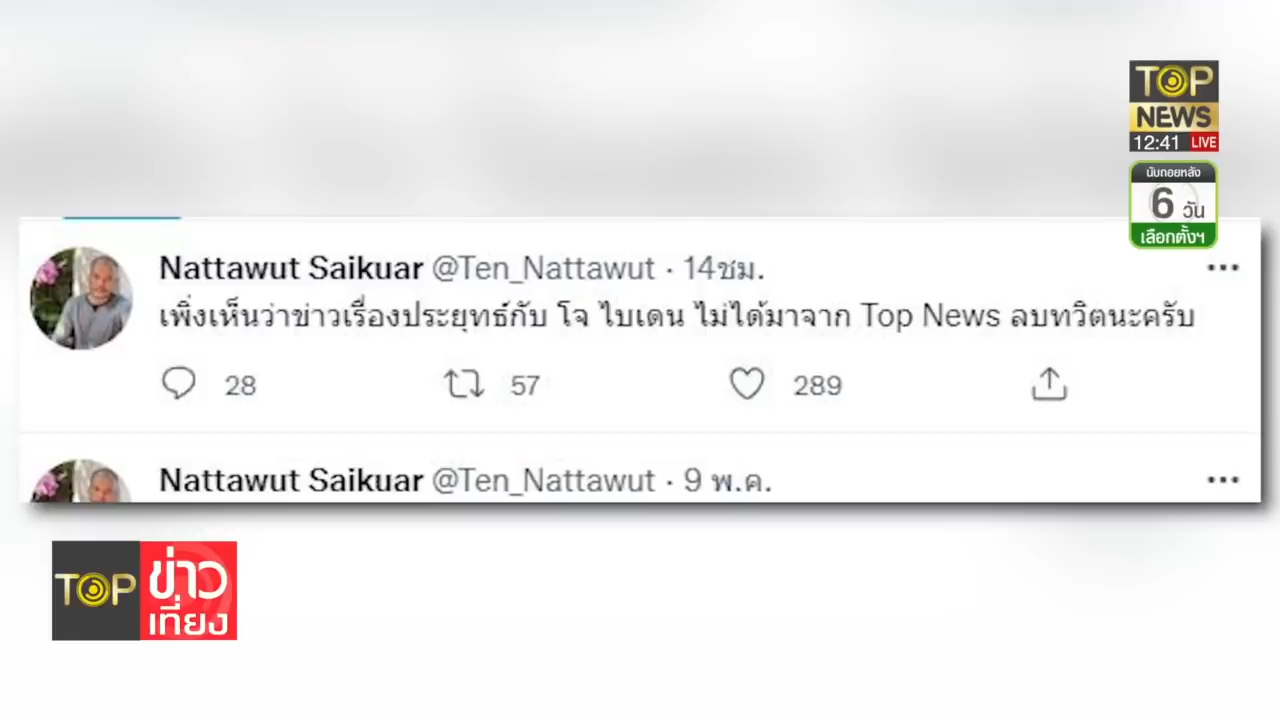 TOP
NEWS
12:41 LIVE
นับถอยหลัง
6 วัน
เลือกตั้งฯ
Nattawut Saikuar @Ten_Nattawut · 14ชม.
เพิ่งเห็นว่าข่าวเรื่องประยุทธ์กับ โจ ไบเดน ไม่ได้มาจาก Top News ลบทวิตนะครับ
28 57 289
Nattawut Saikuar @Ten_Nattawut · 9 พ.ค.
TOP ข่าว
เที่ยง